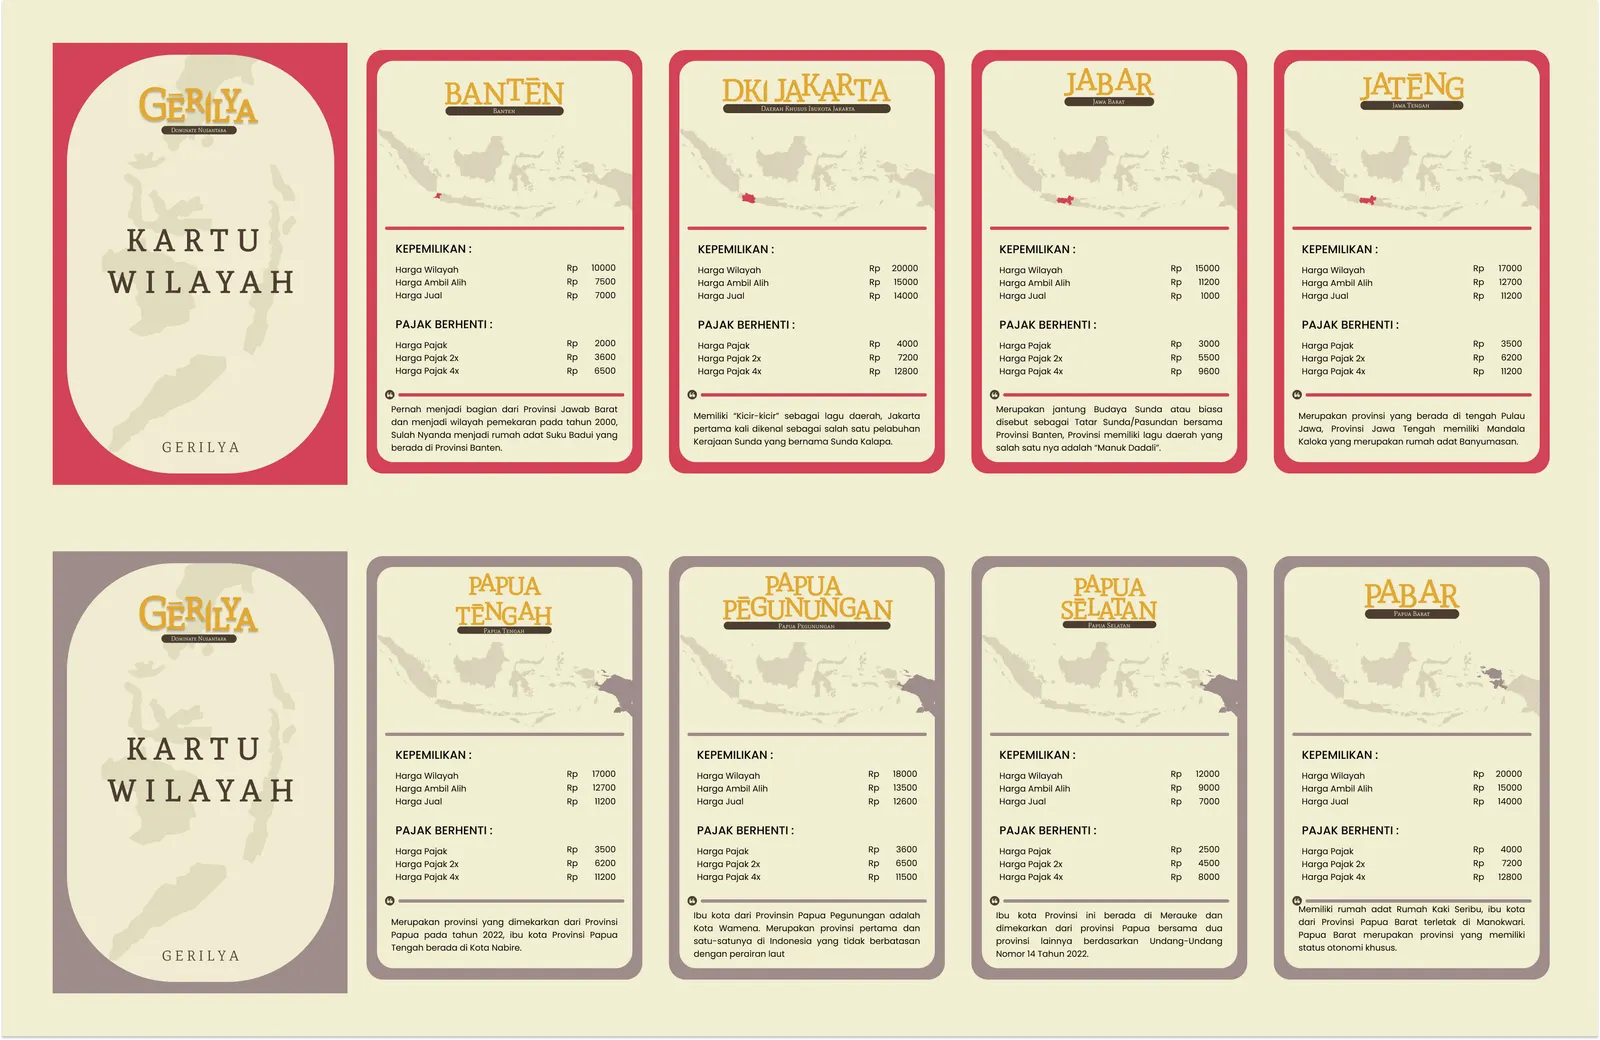 GERILYA
DOMINATE NUSANTARA
KARTU
WILAYAH
GERILYA
BANTEN
BANTEN
KEPEMILIKAN :
Harga Wilayah Rp 10000
Harga Ambil Alih Rp 7500
Harga Jual Rp 7000
PAJAK BERHENTI :
Harga Pajak Rp 2000
Harga Pajak 2x Rp 3600
Harga Pajak 4x Rp 6500
Pernah menjadi bagian dari Provinsi Jawab Barat
dan menjadi wilayah pemekaran pada tahun 2000,
Sulah Nyanda menjadi rumah adat Suku Badui yang
berada di Provinsi Banten.
DKI JAKARTA
DAERAH KHUSUS IBUKOTA JAKARTA
KEPEMILIKAN :
Harga Wilayah Rp 20000
Harga Ambil Alih Rp 15000
Harga Jual Rp 14000
PAJAK BERHENTI :
Harga Pajak Rp 4000
Harga Pajak 2x Rp 7200
Harga Pajak 4x Rp 12800
Memiliki “Kicir-kicir” sebagai lagu daerah, Jakarta
pertama kali dikenal sebagai salah satu pelabuhan
Kerajaan Sunda yang bernama Sunda Kalapa.
JABAR
JAWA BARAT
KEPEMILIKAN :
Harga Wilayah Rp 15000
Harga Ambil Alih Rp 11200
Harga Jual Rp 1000
PAJAK BERHENTI :
Harga Pajak Rp 3000
Harga Pajak 2x Rp 5500
Harga Pajak 4x Rp 9600
Merupakan jantung Budaya Sunda atau biasa
disebut sebagai Tatar Sunda/Pasundan bersama
Provinsi Banten, Provinsi memiliki lagu daerah yang
salah satu nya adalah “Manuk Dadali”.
JATENG
JAWA TENGAH
KEPEMILIKAN :
Harga Wilayah Rp 17000
Harga Ambil Alih Rp 12700
Harga Jual Rp 11200
PAJAK BERHENTI :
Harga Pajak Rp 3500
Harga Pajak 2x Rp 6200
Harga Pajak 4x Rp 11200
Merupakan provinsi yang berada di tengah Pulau
Jawa, Provinsi Jawa Tengah memiliki Mandala
Kaloka yang merupakan rumah adat Banyumasan.
GERILYA
DOMINATE NUSANTARA
KARTU
WILAYAH
GERILYA
PAPUA
TENGAH
PAPUA TENGAH
KEPEMILIKAN :
Harga Wilayah Rp 17000
Harga Ambil Alih Rp 12700
Harga Jual Rp 11200
PAJAK BERHENTI :
Harga Pajak Rp 3500
Harga Pajak 2x Rp 6200
Harga Pajak 4x Rp 11200
Merupakan provinsi yang dimekarkan dari Provinsi
Papua pada tahun 2022, ibu kota Provinsi Papua
Tengah berada di Kota Nabire.
PAPUA
PEGUNUNGAN
PAPUA PEGUNUNGAN
KEPEMILIKAN :
Harga Wilayah Rp 18000
Harga Ambil Alih Rp 13500
Harga Jual Rp 12600
PAJAK BERHENTI :
Harga Pajak Rp 3600
Harga Pajak 2x Rp 6500
Harga Pajak 4x Rp 11500
Ibu kota dari Provinsin Papua Pegunungan adalah
Kota Wamena. Merupakan provinsi pertama dan
satu-satunya di Indonesia yang tidak berbatasan
dengan perairan laut
PAPUA
SELATAN
PAPUA SELATAN
KEPEMILIKAN :
Harga Wilayah Rp 12000
Harga Ambil Alih Rp 9000
Harga Jual Rp 7000
PAJAK BERHENTI :
Harga Pajak Rp 2500
Harga Pajak 2x Rp 4500
Harga Pajak 4x Rp 8000
Ibu kota Provinsi ini berada di Merauke dan
dimekarkan dari provinsi Papua bersama dua
provinsi lainnya berdasarkan Undang-Undang
Nomor 14 Tahun 2022.
PABAR
PAPUA BARAT
KEPEMILIKAN :
Harga Wilayah Rp 20000
Harga Ambil Alih Rp 15000
Harga Jual Rp 14000
PAJAK BERHENTI :
Harga Pajak Rp 4000
Harga Pajak 2x Rp 7200
Harga Pajak 4x Rp 12800
Memiliki rumah adat Rumah Kaki Seribu, ibu kota
dari Provinsi Papua Barat terletak di Manokwari.
Papua Barat merupakan provinsi yang memiliki
status otonomi khusus.